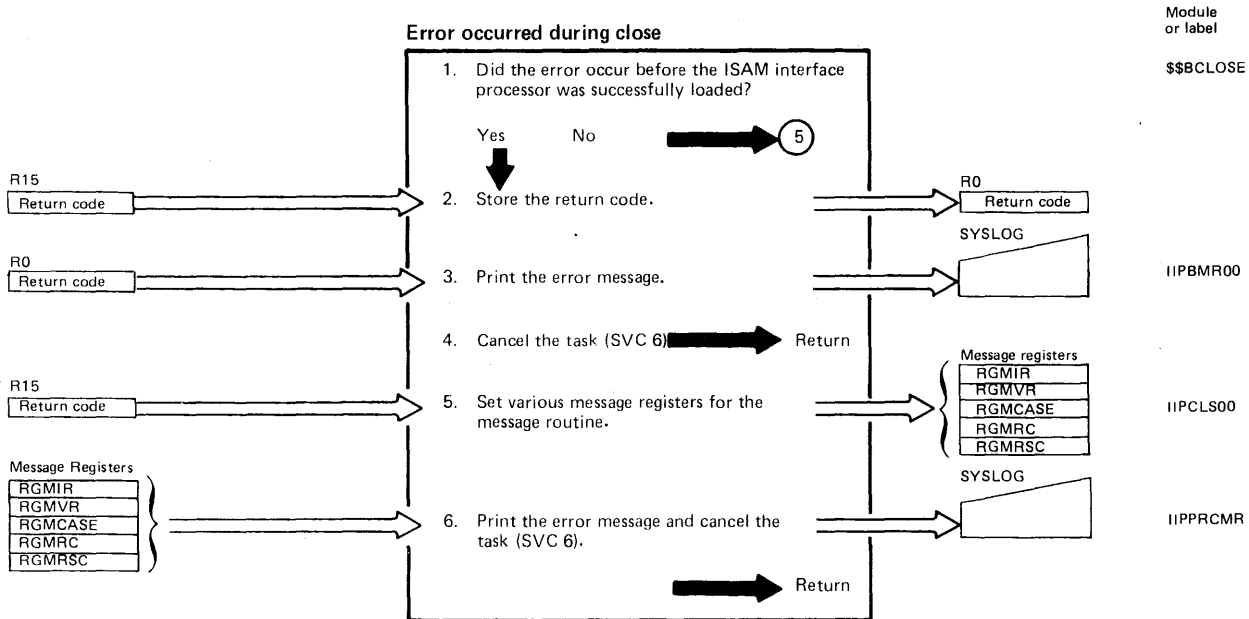 Module
or label
Error occurred during close
1. Did the error occur before the ISAM interface
processor was successfully loaded?
$$BCLOSE
Yes No 5
R15
Return code
2. Store the return code.
R0
Return code
SYSLOG
R0
Return code
3. Print the error message.
IIPBMR00
4. Cancel the task (SVC 6) Return
R15
Return code
5. Set various message registers for the
message routine.
Message registers
RGMIR
RGMVR
RGMCASE
RGMRC
RGMRSC
IIPCLS00
Message Registers
RGMIR
RGMVR
RGMCASE
RGMRC
RGMRSC
6. Print the error message and cancel the
task (SVC 6).
SYSLOG
IIPPRCMR
Return